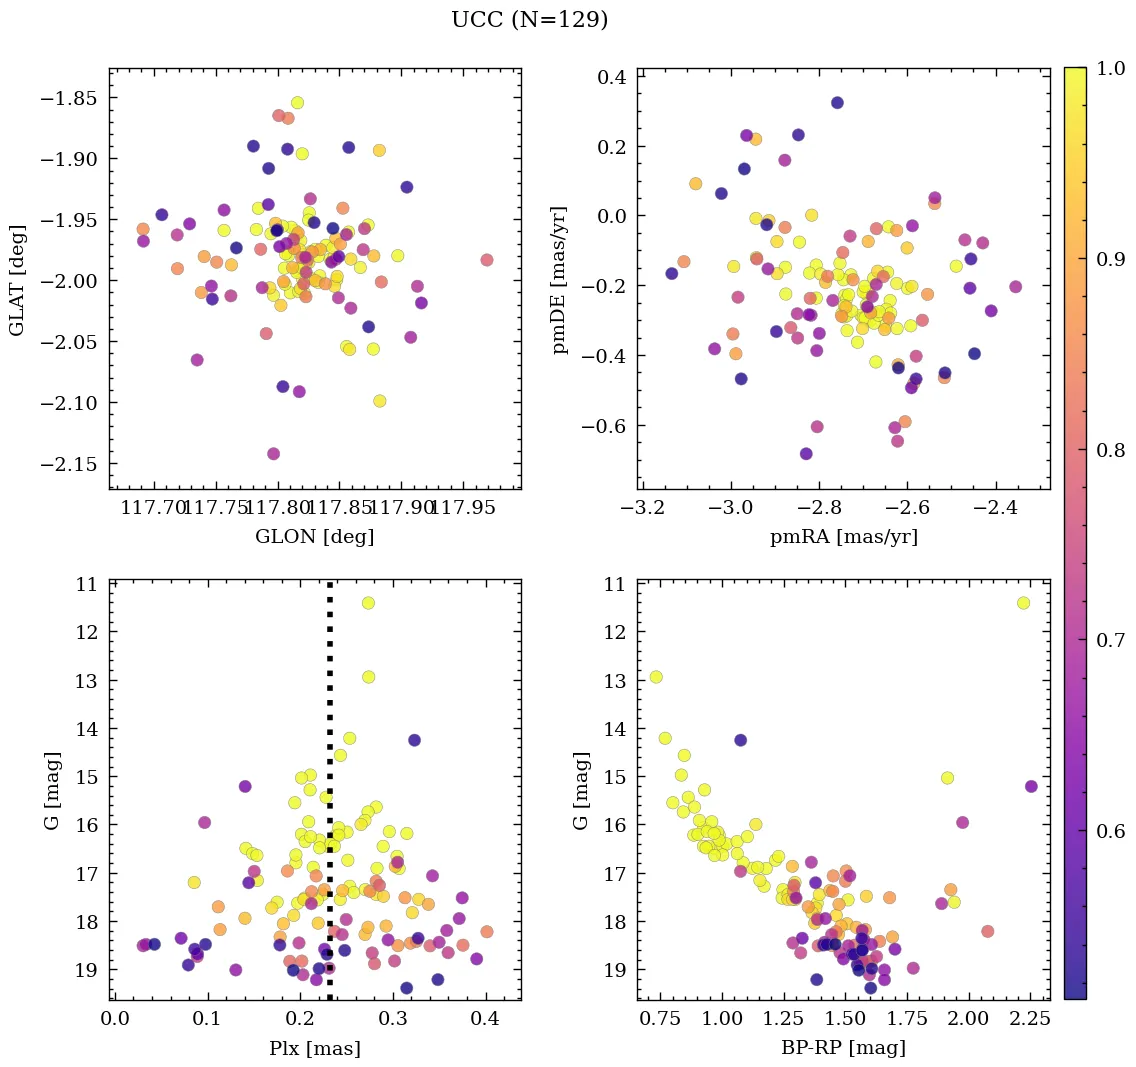 UCC (N=129)
−1.85
−1.90
−1.95
−2.00
−2.05
−2.10
−2.15
GLAT [deg]
117.70 117.75 117.80 117.85 117.90 117.95
GLON [deg]
0.4
0.2
0.0
−0.2
−0.4
−0.6
pmDE [mas/yr]
−3.2 −3.0 −2.8 −2.6 −2.4
pmRA [mas/yr]
1.0
0.9
0.8
0.7
0.6
11
12
13
14
15
16
17
18
19
G [mag]
0.0 0.1 0.2 0.3 0.4
Plx [mas]
11
12
13
14
15
16
17
18
19
G [mag]
0.75 1.00 1.25 1.50 1.75 2.00 2.25
BP-RP [mag]